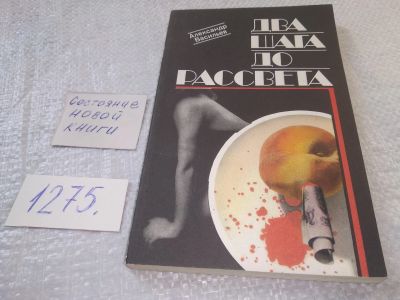 Александр
Васильев
ДВА
ШАГА
ДО
РАССВЕТА
Состояние
новой
книги
1275.